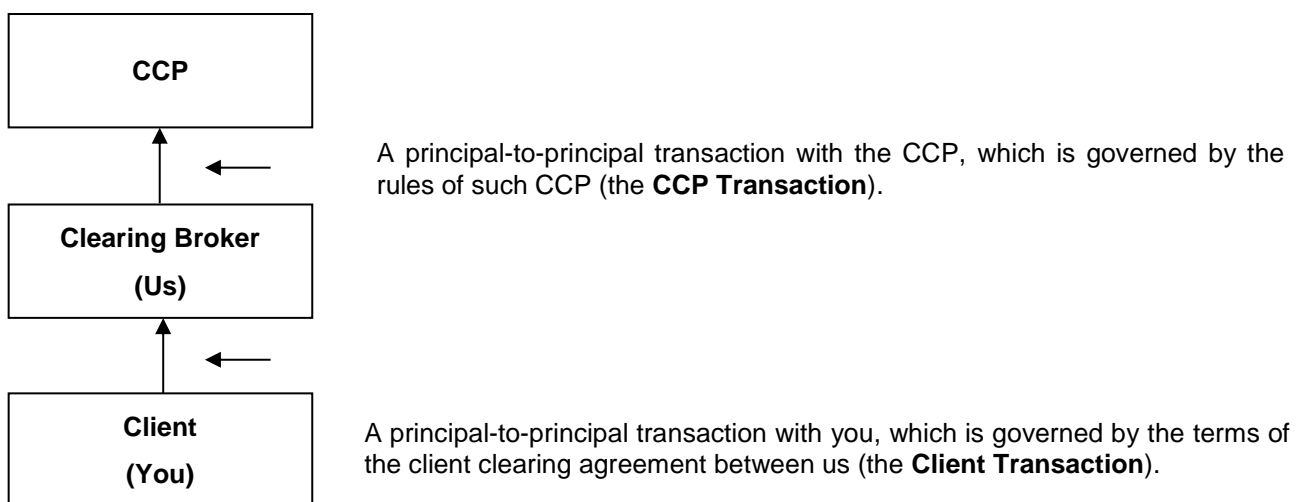 CCP
A principal-to-principal transaction with the CCP, which is governed by the
rules of such CCP (the CCP Transaction).
Clearing Broker
(Us)
Client
(You)
A principal-to-principal transaction with you, which is governed by the terms of
the client clearing agreement between us (the Client Transaction).